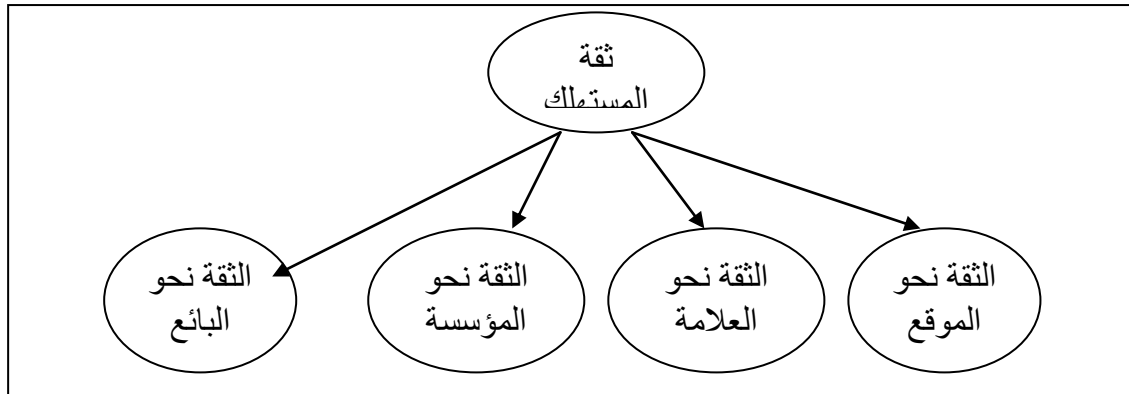 ثقة
المستهلك
الثقة نحو
الموقع
الثقة نحو
العلامة
الثقة نحو
المؤسسة
الثقة نحو
البائع